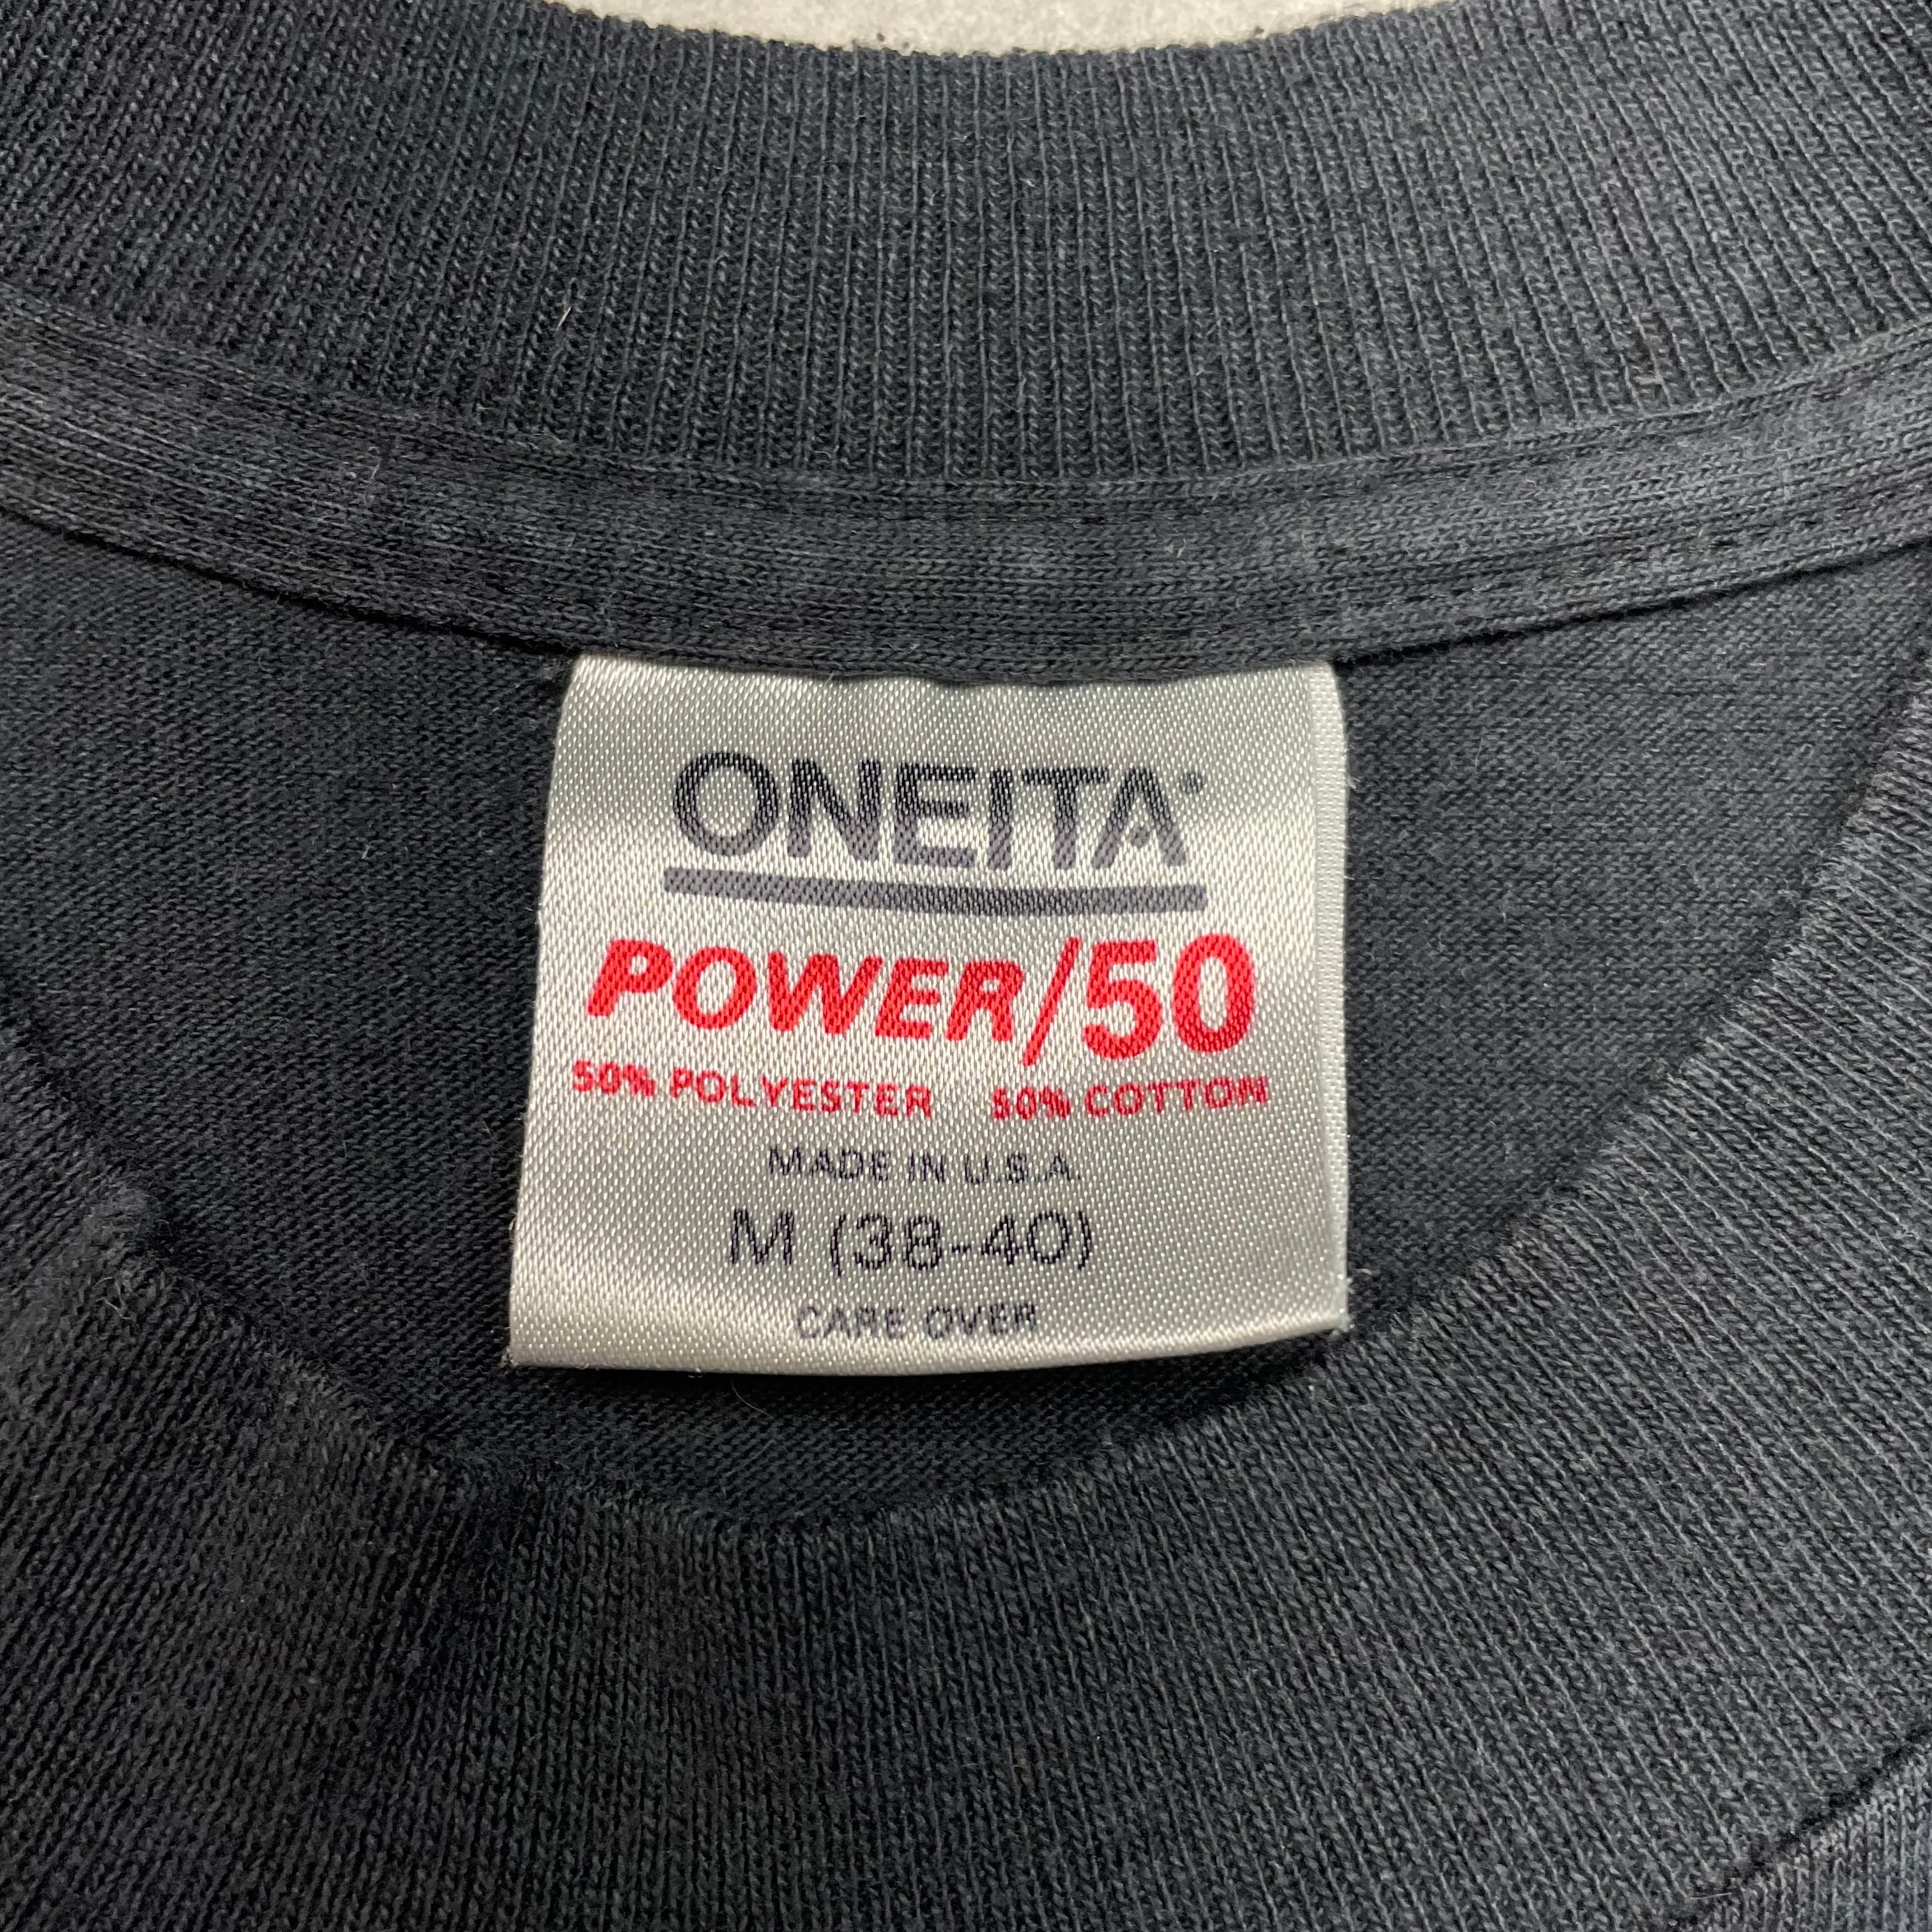 ONEITA
POWER/50
50% POLYESTER 50% COTTON
MADE IN U.S.A.
M (38-40)
CARE OVER